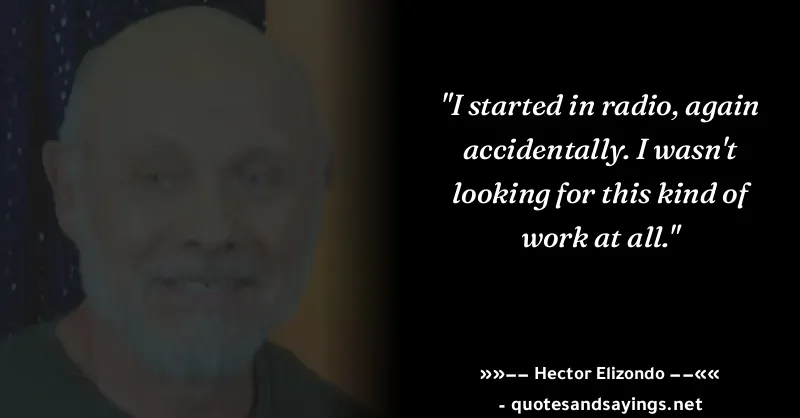 "I started in radio, again
accidentally. I wasn't
looking for this kind of
work at all."
»»–– Hector Elizondo ––««
- quotesandsayings.net